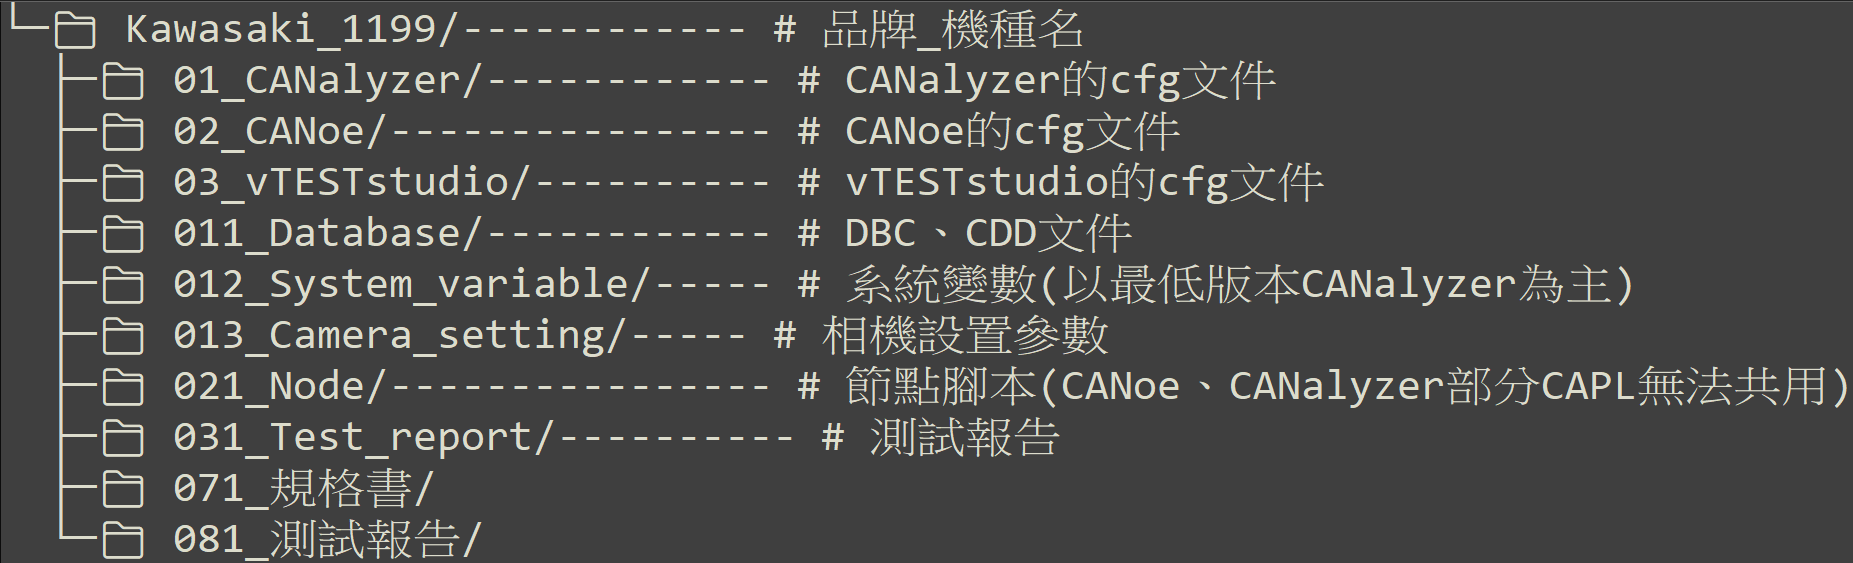 └─📁 Kawasaki_1199/------------ # 品牌_機種名
├─📁 01_CANalyzer/------------ # CANalyzer的cfg文件
├─📁 02_CANoe/---------------- # CANoe的cfg文件
├─📁 03_vTESTstudio/---------- # vTESTstudio的cfg文件
├─📁 011_Database/------------ # DBC、CDD文件
├─📁 012_System_variable/----- # 系統變數(以最低版本CANalyzer為主)
├─📁 013_Camera_setting/----- # 相機設置參數
├─📁 021_Node/---------------- # 節點腳本(CANoe、CANalyzer部分CAPL無法共用)
├─📁 031_Test_report/---------- # 測試報告
├─📁 071_規格書/
└─📁 081_測試報告/